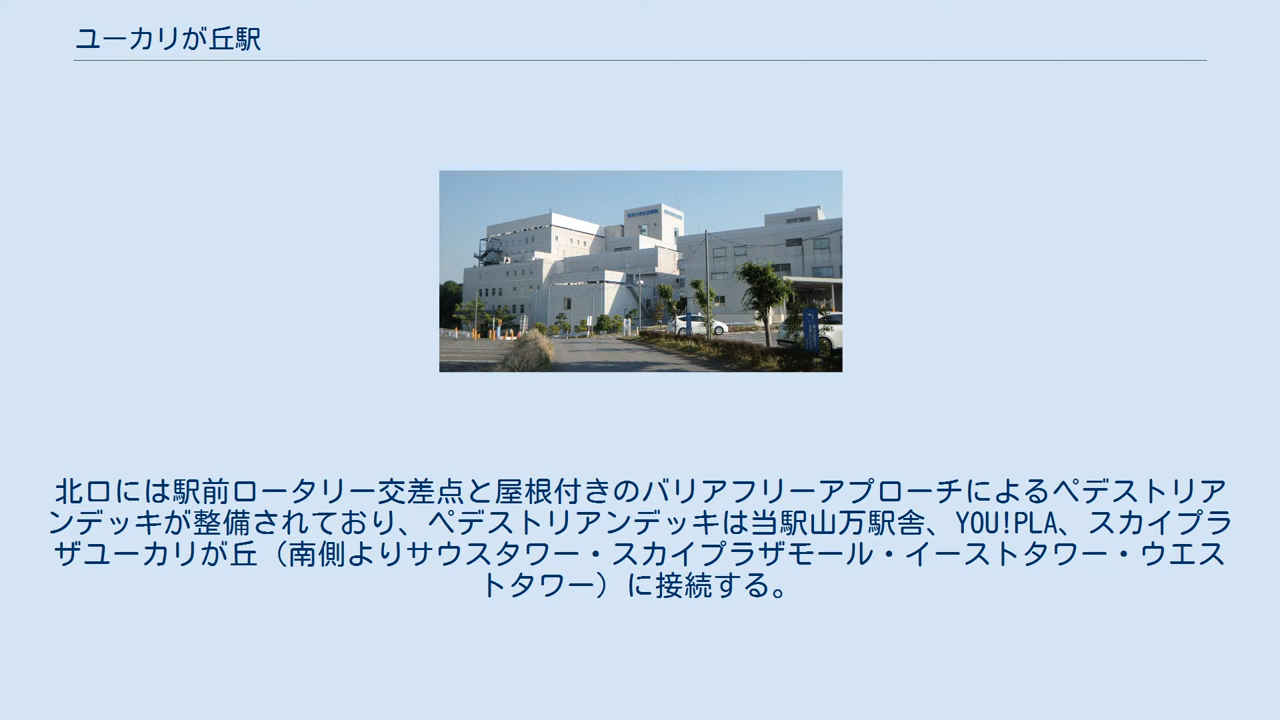 ユーカリが丘駅
北口には駅前ロータリー交差点と屋根付きのバリアフリーアプローチによるペデストリア
ンデッキが整備されており、ペデストリアンデッキは当駅山万駅舎、YOU!PLA、スカイプラ
ザユーカリが丘（南側よりサウスタワー・スカイプラザモール・イーストタワー・ウエス
トタワー）に接続する。